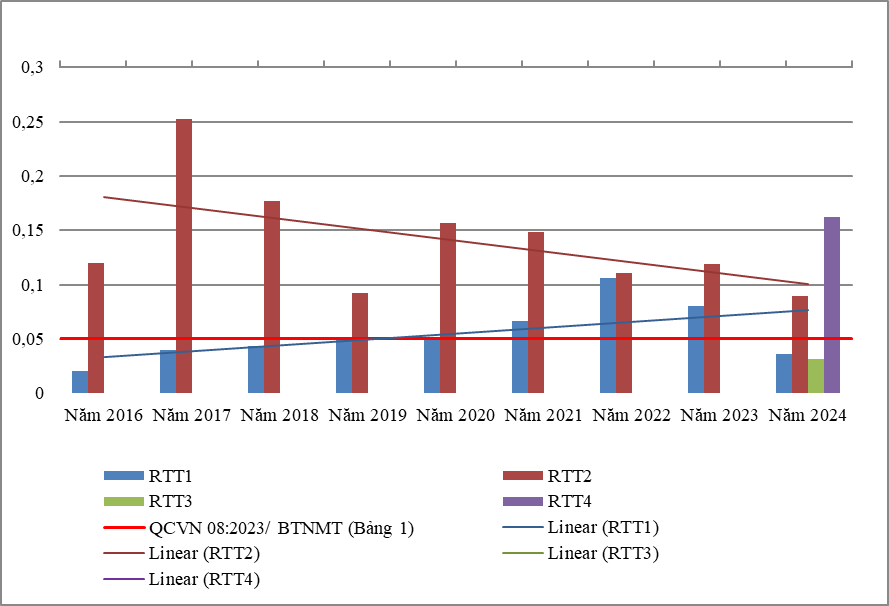 0,3
0,25
0,2
0,15
0,1
0,05
0
Năm 2016 Năm 2017 Năm 2018 Năm 2019 Năm 2020 Năm 2021 Năm 2022 Năm 2023 Năm 2024
RTT1 RTT2
RTT3 RTT4
QCVN 08:2023/ BTNMT (Bảng 1) Linear (RTT1)
Linear (RTT2) Linear (RTT3)
Linear (RTT4)